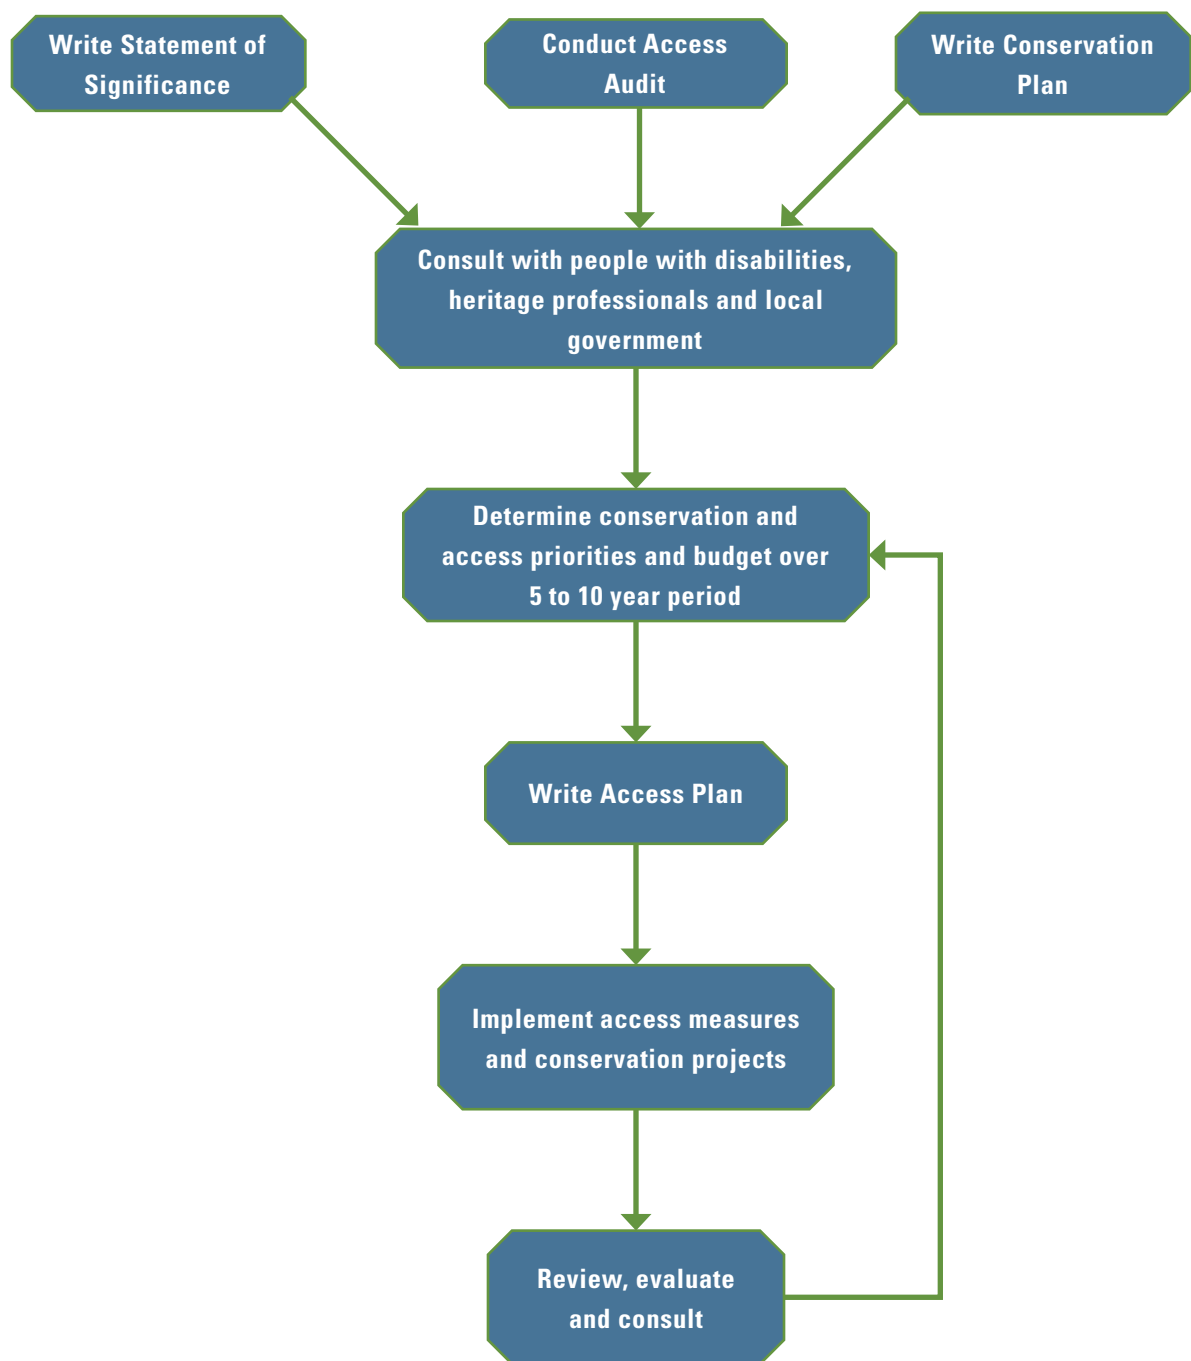 Write Statement of
Significance
Conduct Access
Audit
Write Conservation
Plan
Consult with people with disabilities,
heritage professionals and local
government
Determine conservation and
access priorities and budget over
5 to 10 year period
Write Access Plan
Implement access measures
and conservation projects
Review, evaluate
and consult